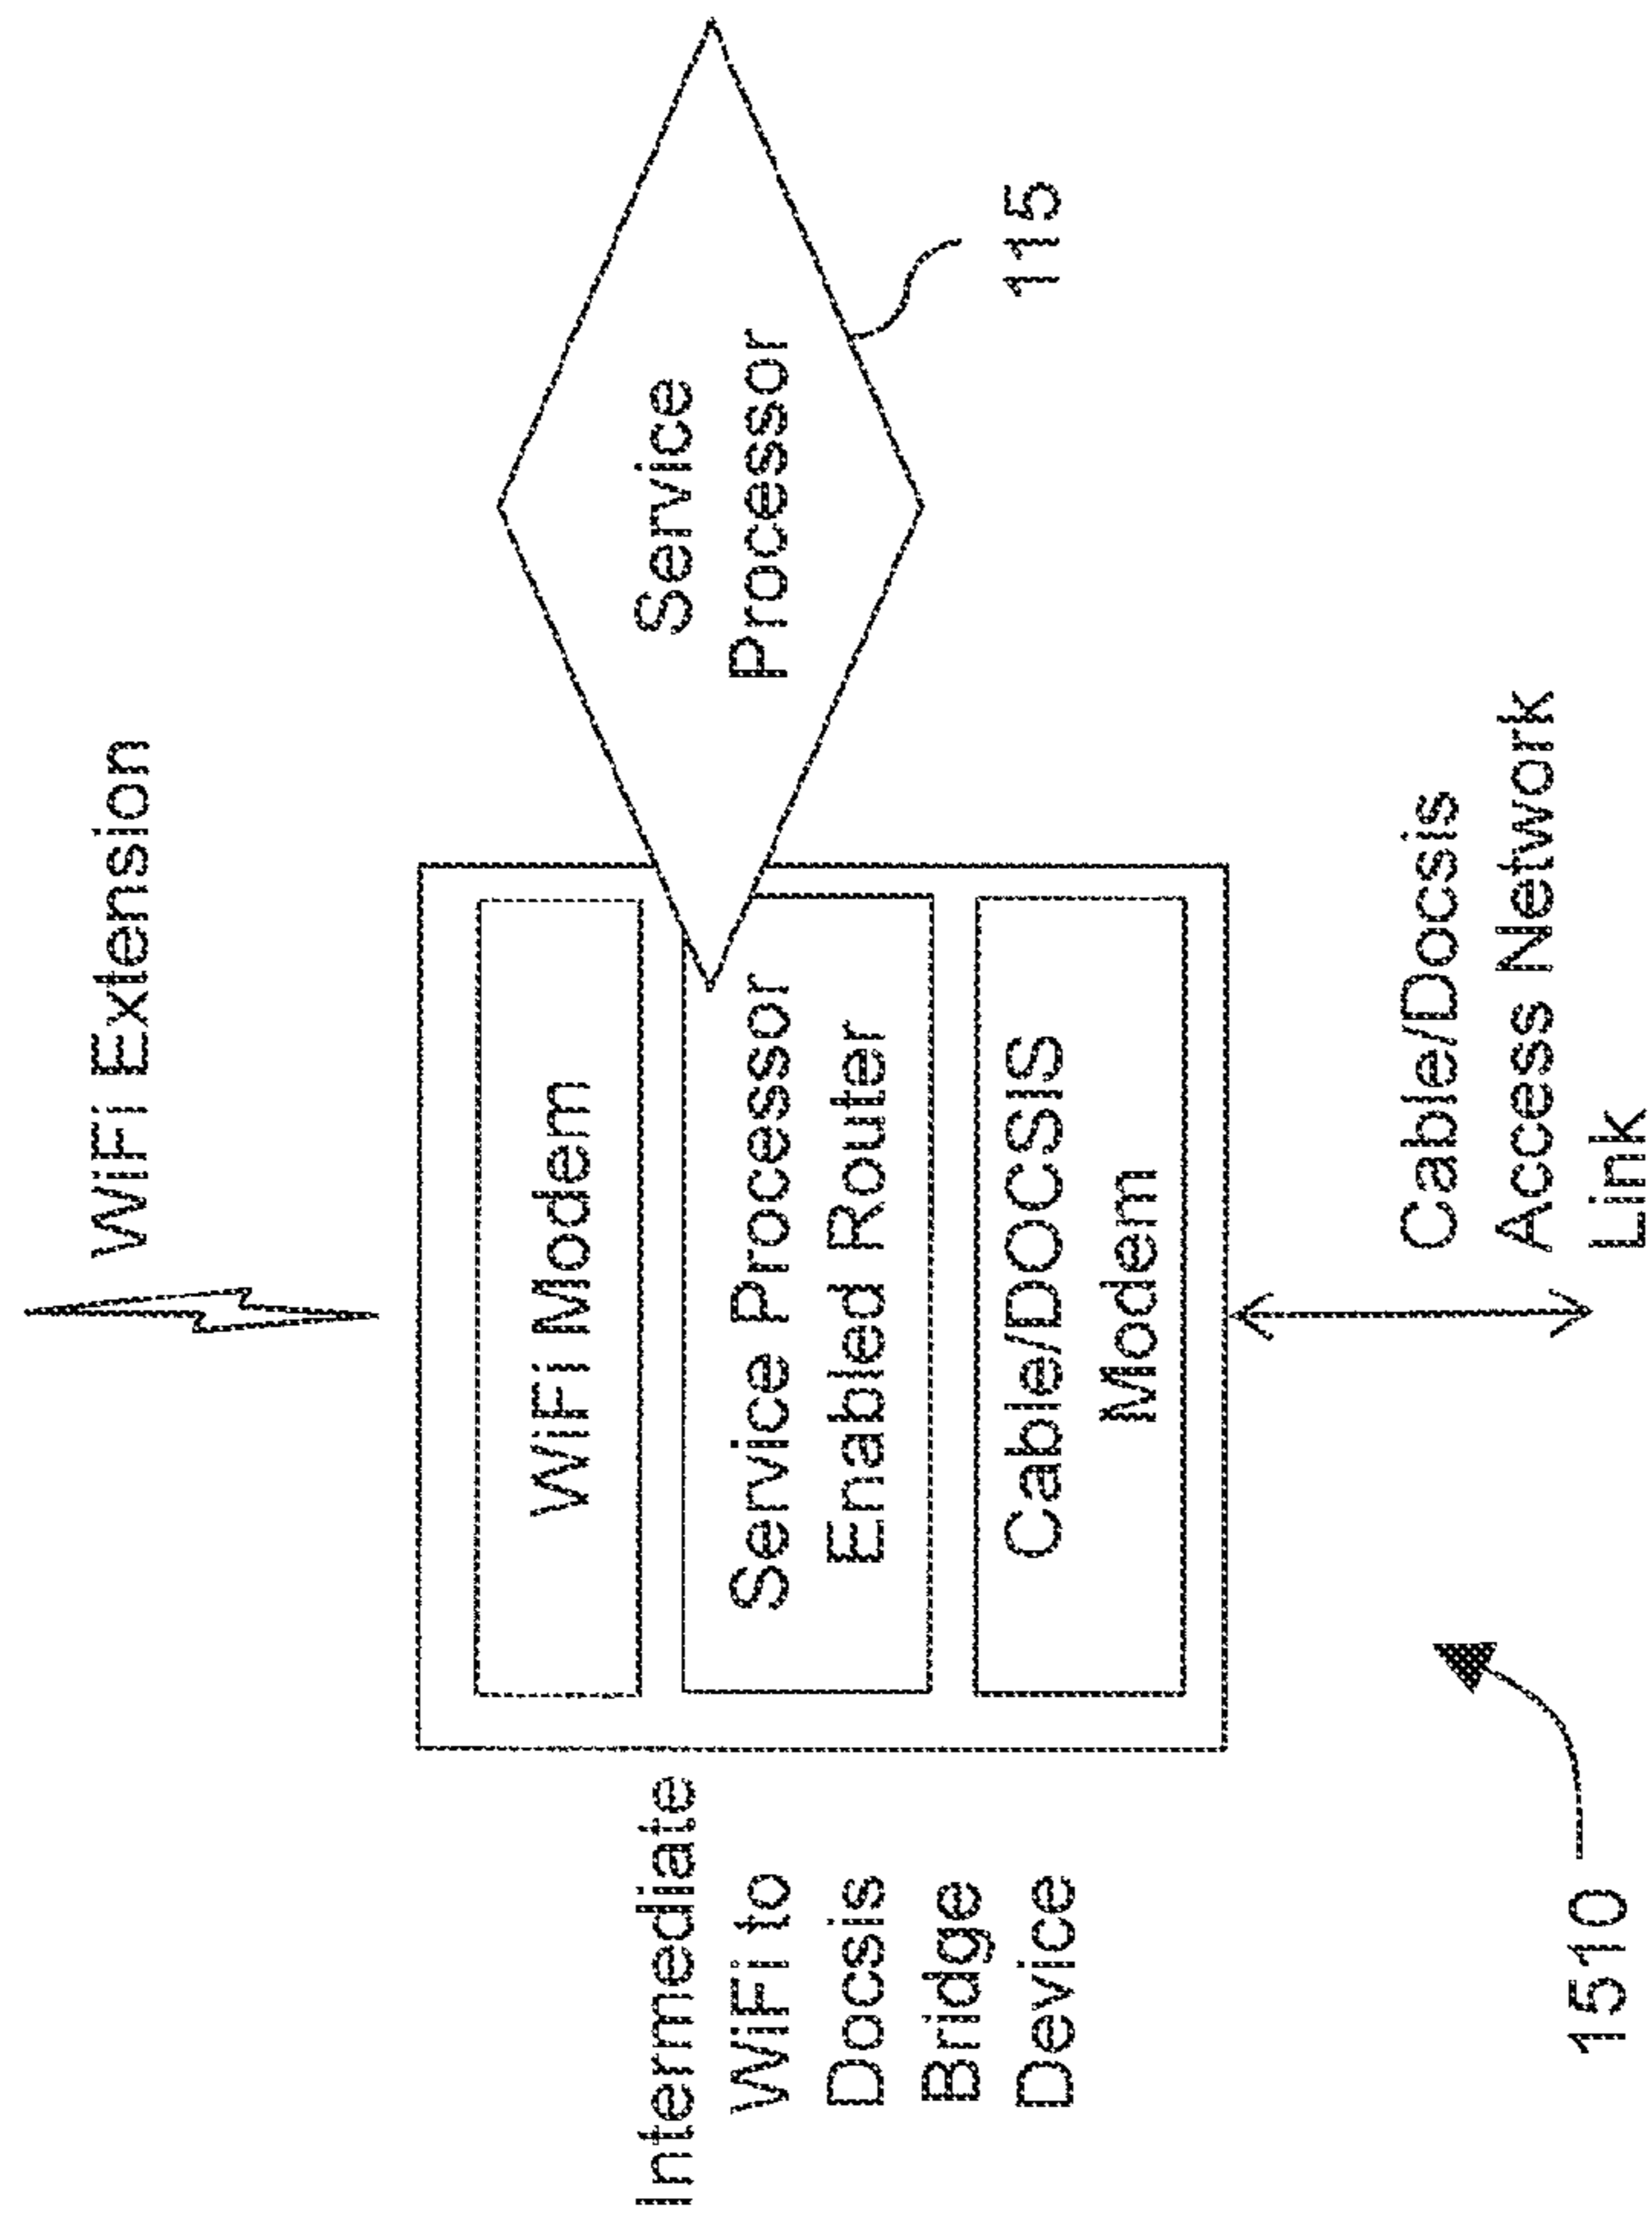 WiFi Extension
Intermediate
WiFi to
Docsis
Bridge
Device
WiFi Modem
Service Processor
Enabled Router
Cable/DOCSIS
Modem
Service
Processor
115
Cable/Docsis
Access Network
Link
1510